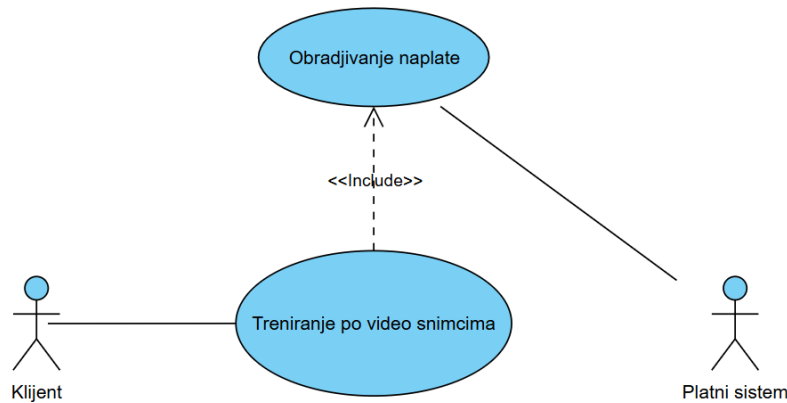 Obradjivanje naplate
<<Include>>
Treniranje po video snimcima
Klijent
Platni sistem